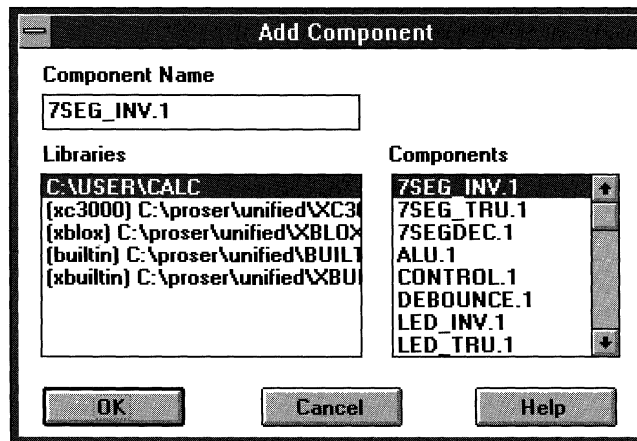 Add Component
Component Name
7SEG_INV.1
Libraries
C:\USER\CALC
(xc3000) C:\proser\unified\XC30
(xblox) C:\proser\unified\XBLOX
(builtin) C:\proser\unified\BUILT
(xbuiltin) C:\proser\unified\XBUI
Components
7SEG_INV.1
7SEG_TRU.1
7SEGDEC.1
ALU.1
CONTROL.1
DEBOUNCE.1
LED_INV.1
LED_TRU.1
OK
Cancel
Help